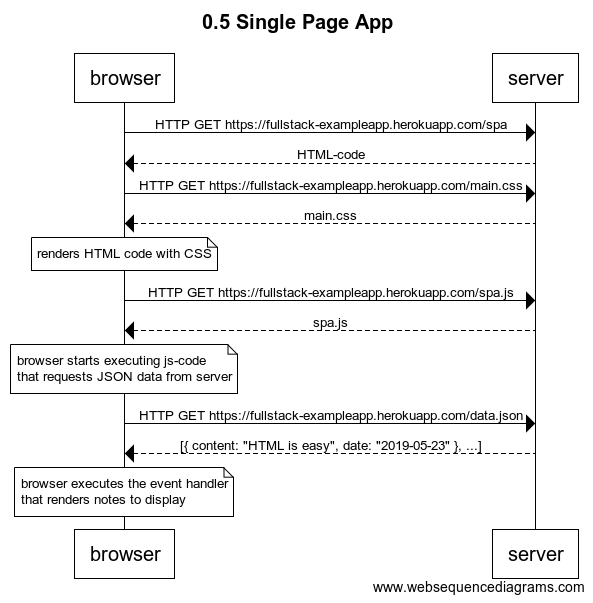 0.5 Single Page App
browser
server
HTTP GET https://fullstack-exampleapp.herokuapp.com/spa
HTML-code
HTTP GET https://fullstack-exampleapp.herokuapp.com/main.css
main.css
renders HTML code with CSS
HTTP GET https://fullstack-exampleapp.herokuapp.com/spa.js
spa.js
browser starts executing js-code
that requests JSON data from server
HTTP GET https://fullstack-exampleapp.herokuapp.com/data.json
[{ content: "HTML is easy", date: "2019-05-23" }, ...]
browser executes the event handler
that renders notes to display
browser
server
www.websequencediagrams.com